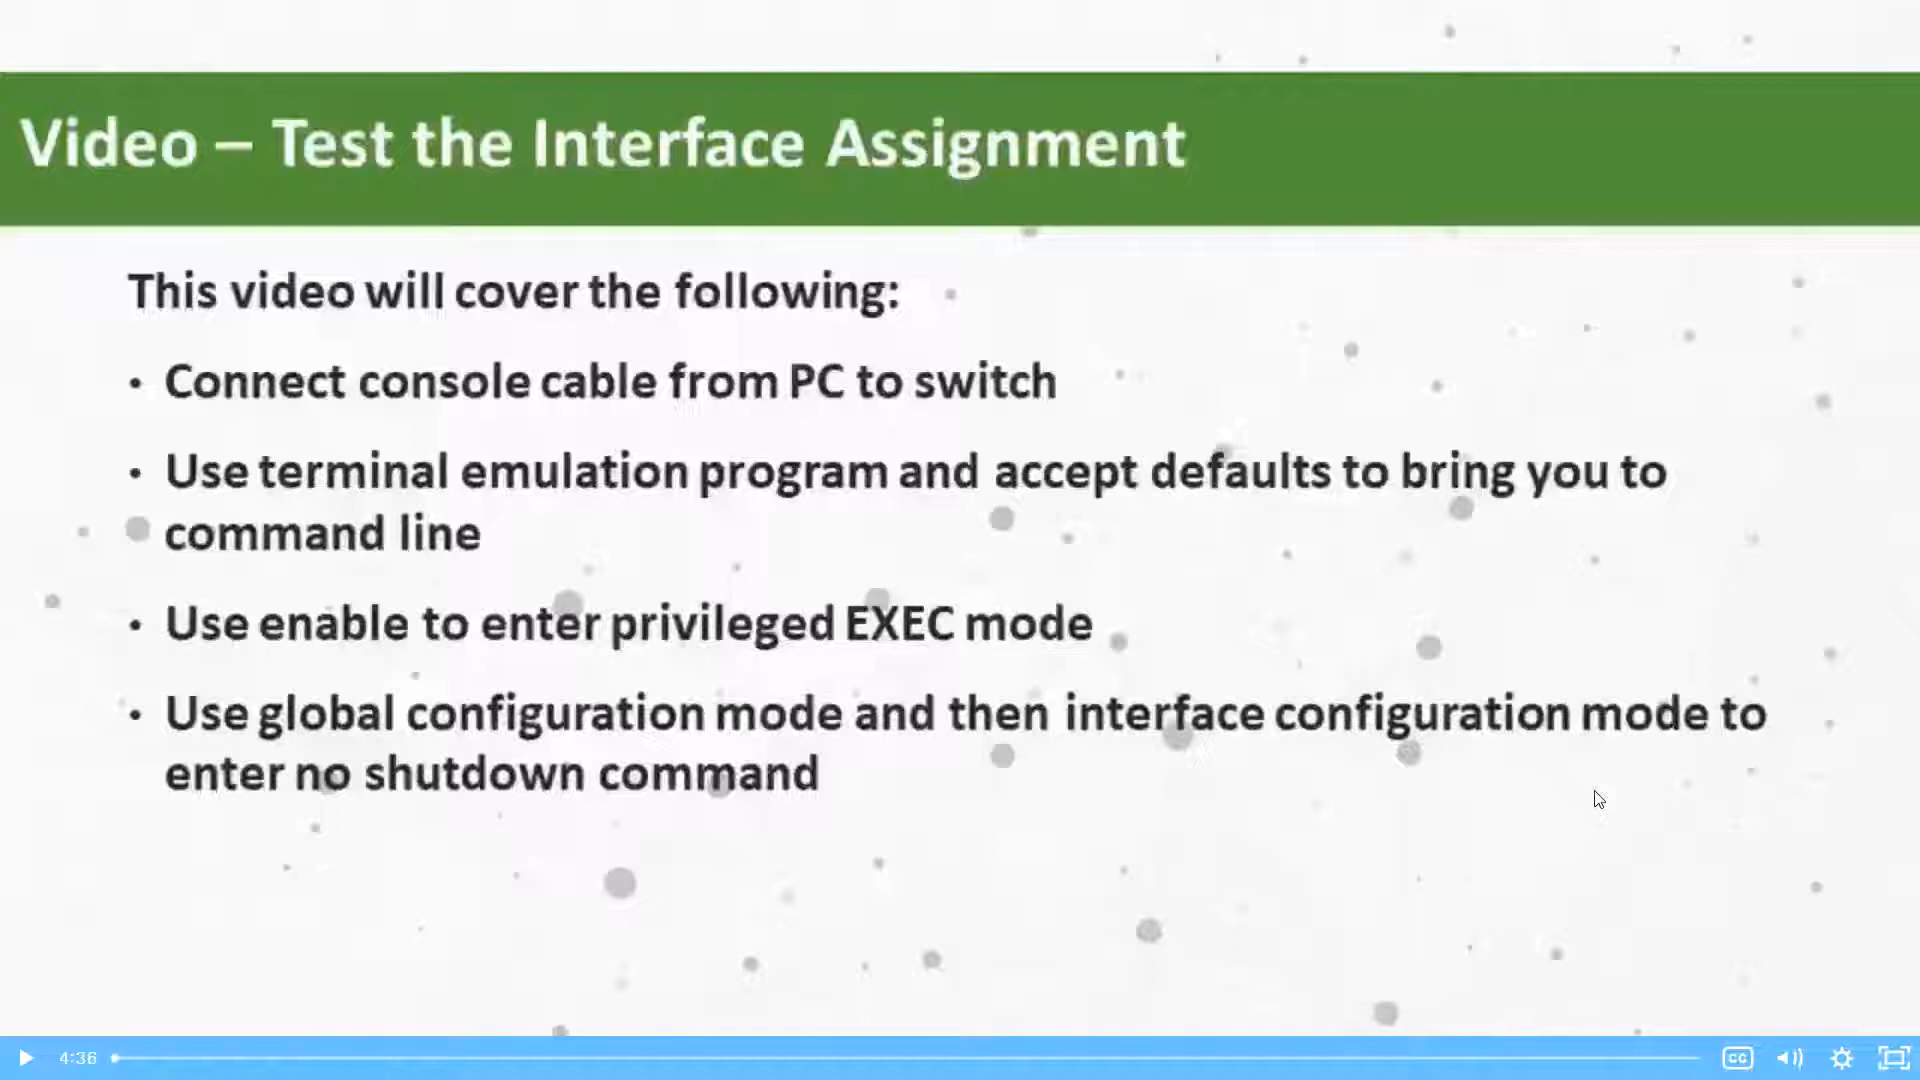 Video – Test the Interface Assignment
This video will cover the following:
• Connect console cable from PC to switch
• Use terminal emulation program and accept defaults to bring you to
command line
• Use enable to enter privileged EXEC mode
• Use global configuration mode and then interface configuration mode to
enter no shutdown command
4:36
CC